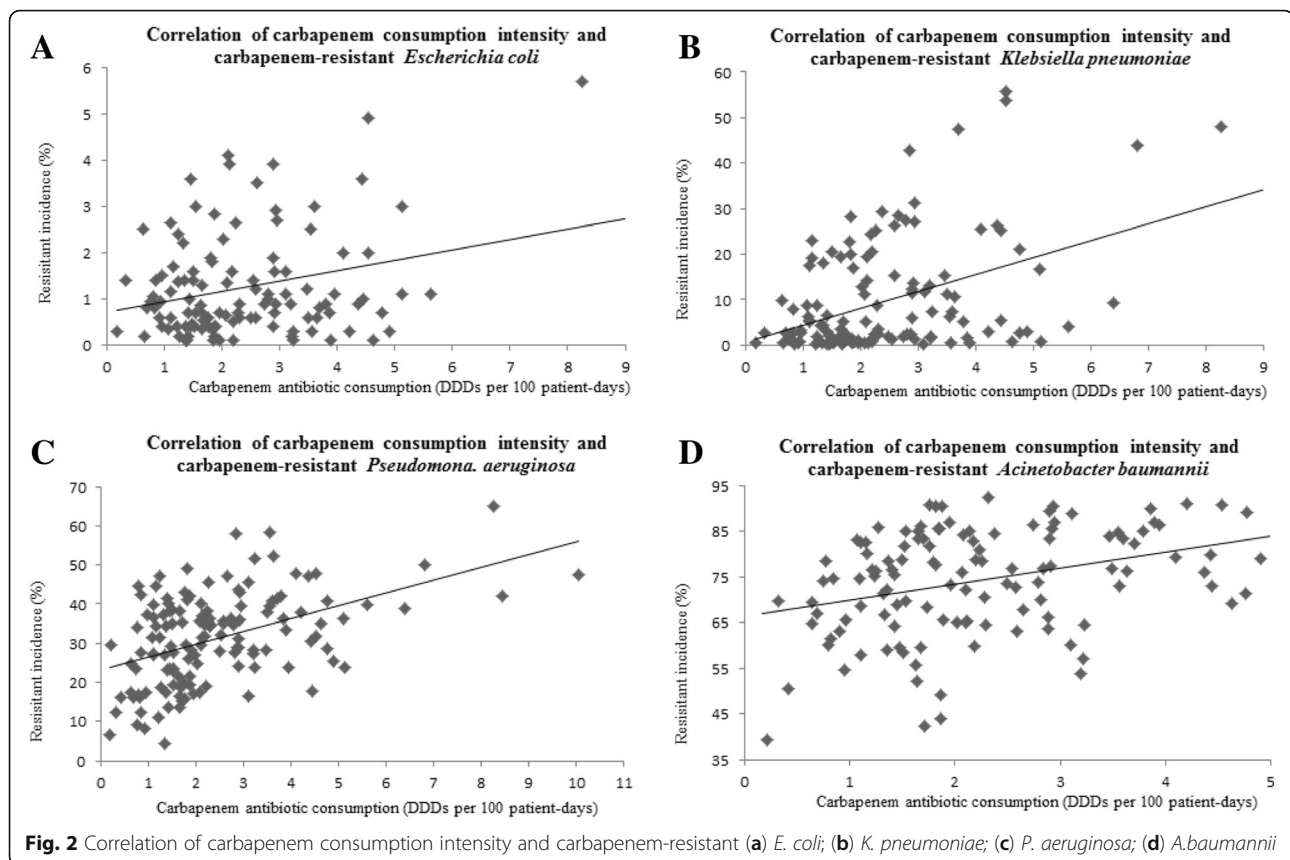 A
Correlation of carbapenem consumption intensity and
carbapenem-resistant Escherichia coli
Resisitant incidence (%)
6
5
4
3
2
1
0
0 1 2 3 4 5 6 7 8 9
Carbapenem antibiotic consumption (DDDs per 100 patient-days)
B
Correlation of carbapenem consumption intensity and
carbapenem-resistant Klebsiella pneumoniae
Resisitant incidence (%)
60
50
40
30
20
10
0
0 1 2 3 4 5 6 7 8 9
Carbapenem antibiotic consumption (DDDs per 100 patient-days)
C
Correlation of carbapenem consumption intensity and
carbapenem-resistant Pseudomona. aeruginosa
Resisitant incidence (%)
70
60
50
40
30
20
10
0
0 1 2 3 4 5 6 7 8 9 10 11
Carbapenem antibiotic consumption (DDDs per 100 patient-days)
D
Correlation of carbapenem consumption intensity and
carbapenem-resistant Acinetobacter baumannii
Resisitant incidence (%)
95
85
75
65
55
45
35
0 1 2 3 4 5
Carbapenem antibiotic consumption (DDDs per 100 patient-days)
Fig. 2 Correlation of carbapenem consumption intensity and carbapenem-resistant (a) E. coli; (b) K. pneumoniae; (c) P. aeruginosa; (d) A.baumannii